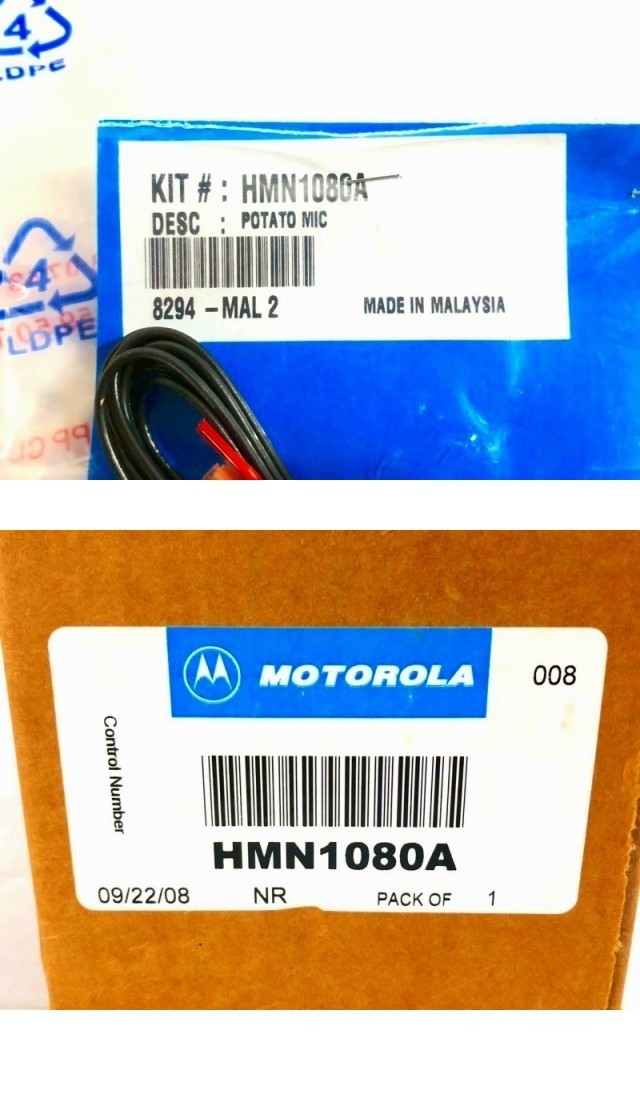 4
LDPE
KIT # : HMN1080A
DESC : POTATO MIC
8294 - MAL 2 MADE IN MALAYSIA
4
LDPE
MOTOROLA 008
Control Number
HMN1080A
09/22/08 NR PACK OF 1